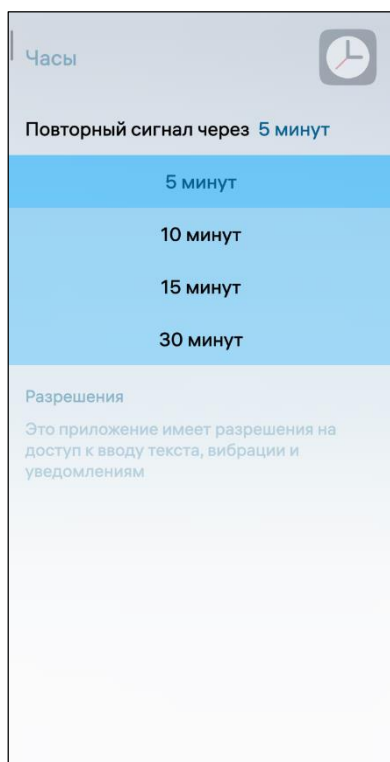 Часы
Повторный сигнал через 5 минут
5 минут
10 минут
15 минут
30 минут
Разрешения
Это приложение имеет разрешения на
доступ к вводу текста, вибрации и
уведомлениям